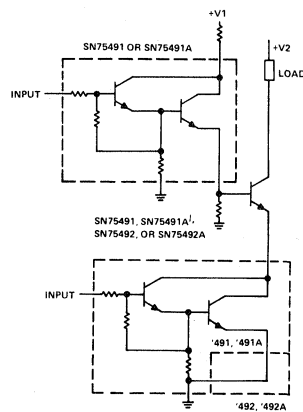 +V1
SN75491 OR SN75491A
+V2
LOAD
INPUT
SN75491, SN75491A,
SN75492, OR SN75492A
INPUT
'491, '491A
'492, '492A